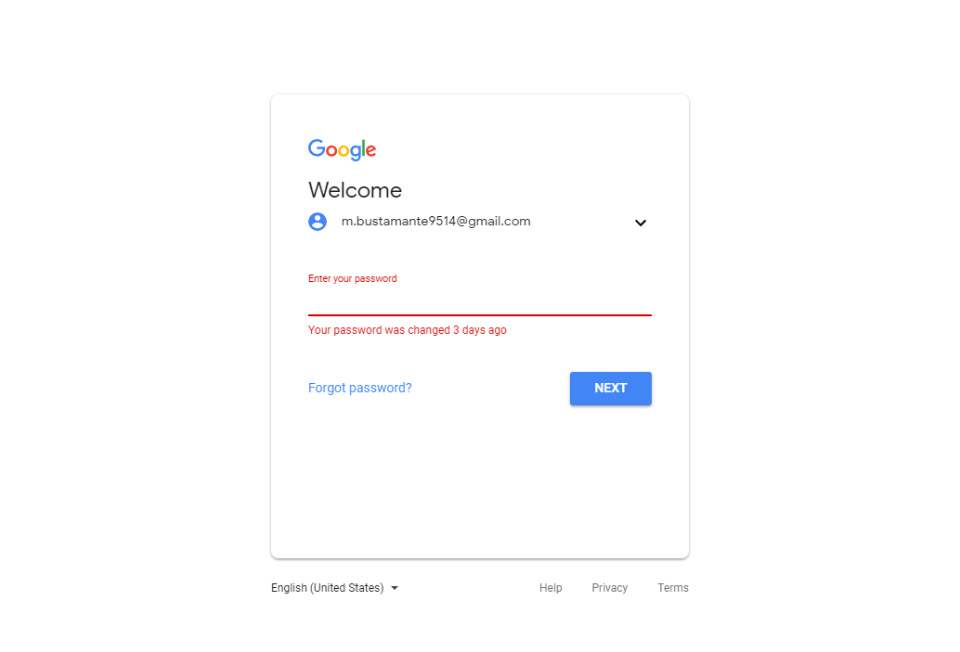 Google
Welcome
m.bustamante9514@gmail.com
Enter your password
Your password was changed 3 days ago
Forgot password?
NEXT
English (United States)
Help
Privacy
Terms